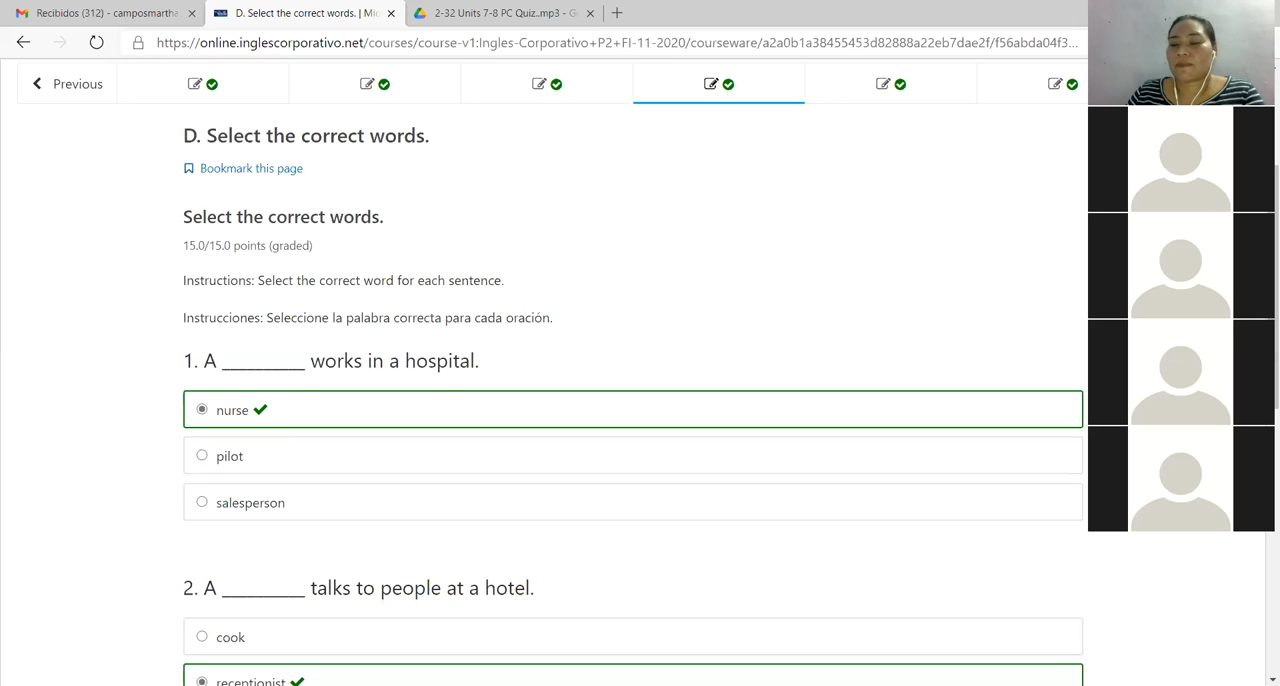 Recibidos (312) - camposmartha
D. Select the correct words. | Mic
2-32 Units 7-8 PC Quiz..mp3 - G
https://online.inglescorporativo.net/courses/course-v1:Ingles-Corporativo+P2+FI-11-2020/courseware/a2a0b1a38455453d82888a22eb7dae2f/f56abda04f3...
Previous
D. Select the correct words.
Bookmark this page
Select the correct words.
15.0/15.0 points (graded)
Instructions: Select the correct word for each sentence.
Instrucciones: Seleccione la palabra correcta para cada oración.
1. A __________ works in a hospital.
nurse
pilot
salesperson
2. A __________ talks to people at a hotel.
cook
receptionist